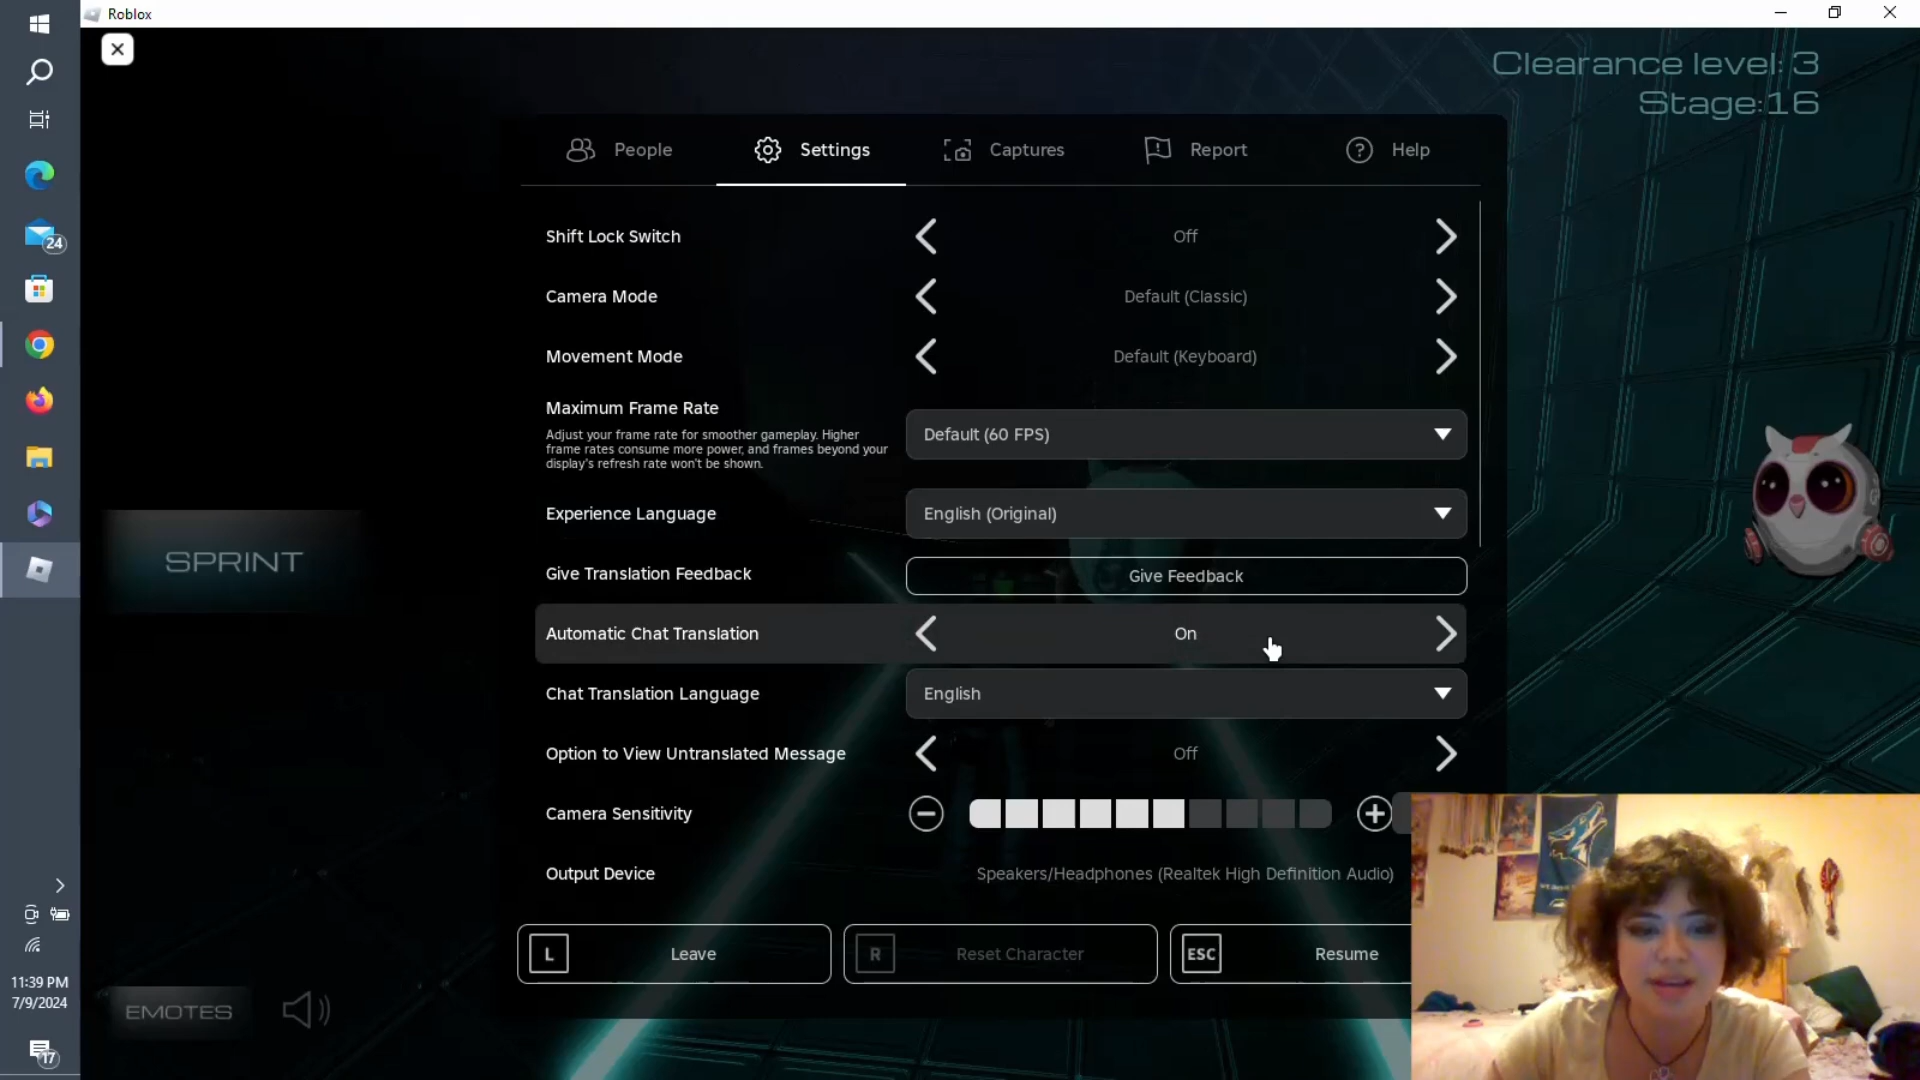 Roblox
Clearance level: 3
Stage:16
People
Settings
Captures
Report
Help
Shift Lock Switch
Off
Camera Mode
Default (Classic)
Movement Mode
Default (Keyboard)
Maximum Frame Rate
Adjust your frame rate for smoother gameplay. Higher
frame rates consume more power, and frames beyond your
display's refresh rate won't be shown.
Default (60 FPS)
Experience Language
English (Original)
Give Translation Feedback
Give Feedback
Automatic Chat Translation
On
Chat Translation Language
English
Option to View Untranslated Message
Off
Camera Sensitivity
Output Device
Speakers/Headphones (Realtek High Definition Audio)
L
Leave
R
Reset Character
ESC
Resume
SPRINT
EMOTES
24
11:39 PM
7/9/2024
17